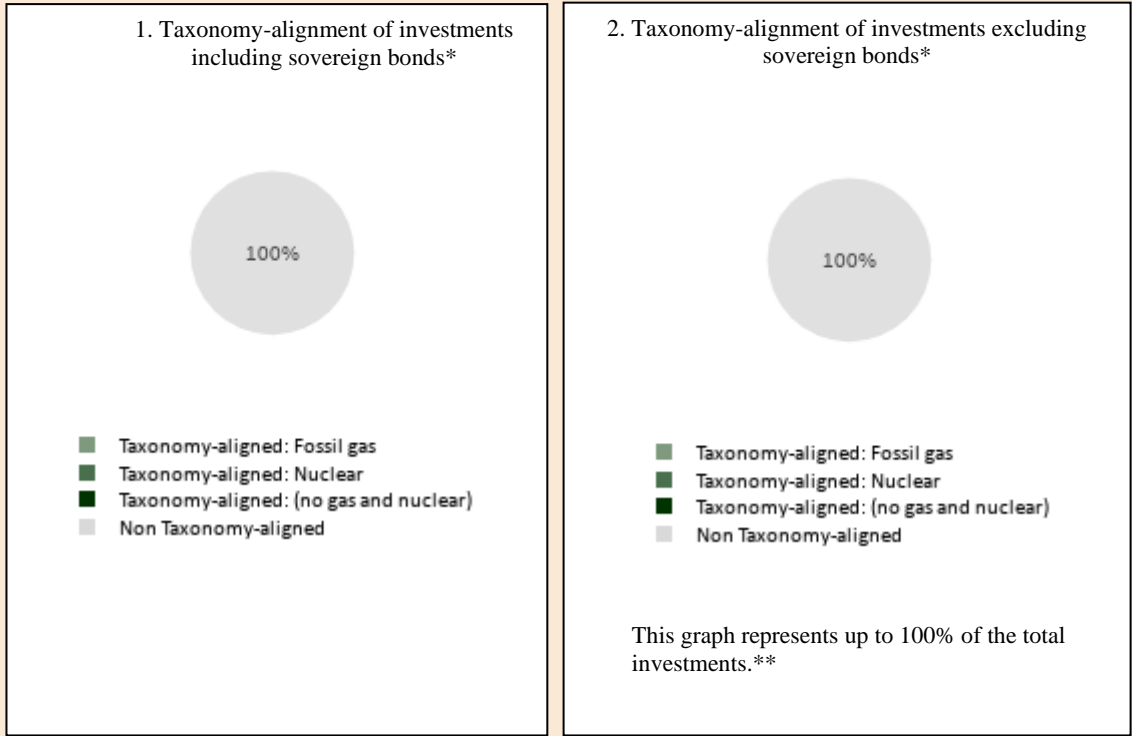 1. Taxonomy-alignment of investments
including sovereign bonds*
100%
Taxonomy-aligned: Fossil gas
Taxonomy-aligned: Nuclear
Taxonomy-aligned: (no gas and nuclear)
Non Taxonomy-aligned
2. Taxonomy-alignment of investments excluding
sovereign bonds*
100%
Taxonomy-aligned: Fossil gas
Taxonomy-aligned: Nuclear
Taxonomy-aligned: (no gas and nuclear)
Non Taxonomy-aligned
This graph represents up to 100% of the total
investments.**